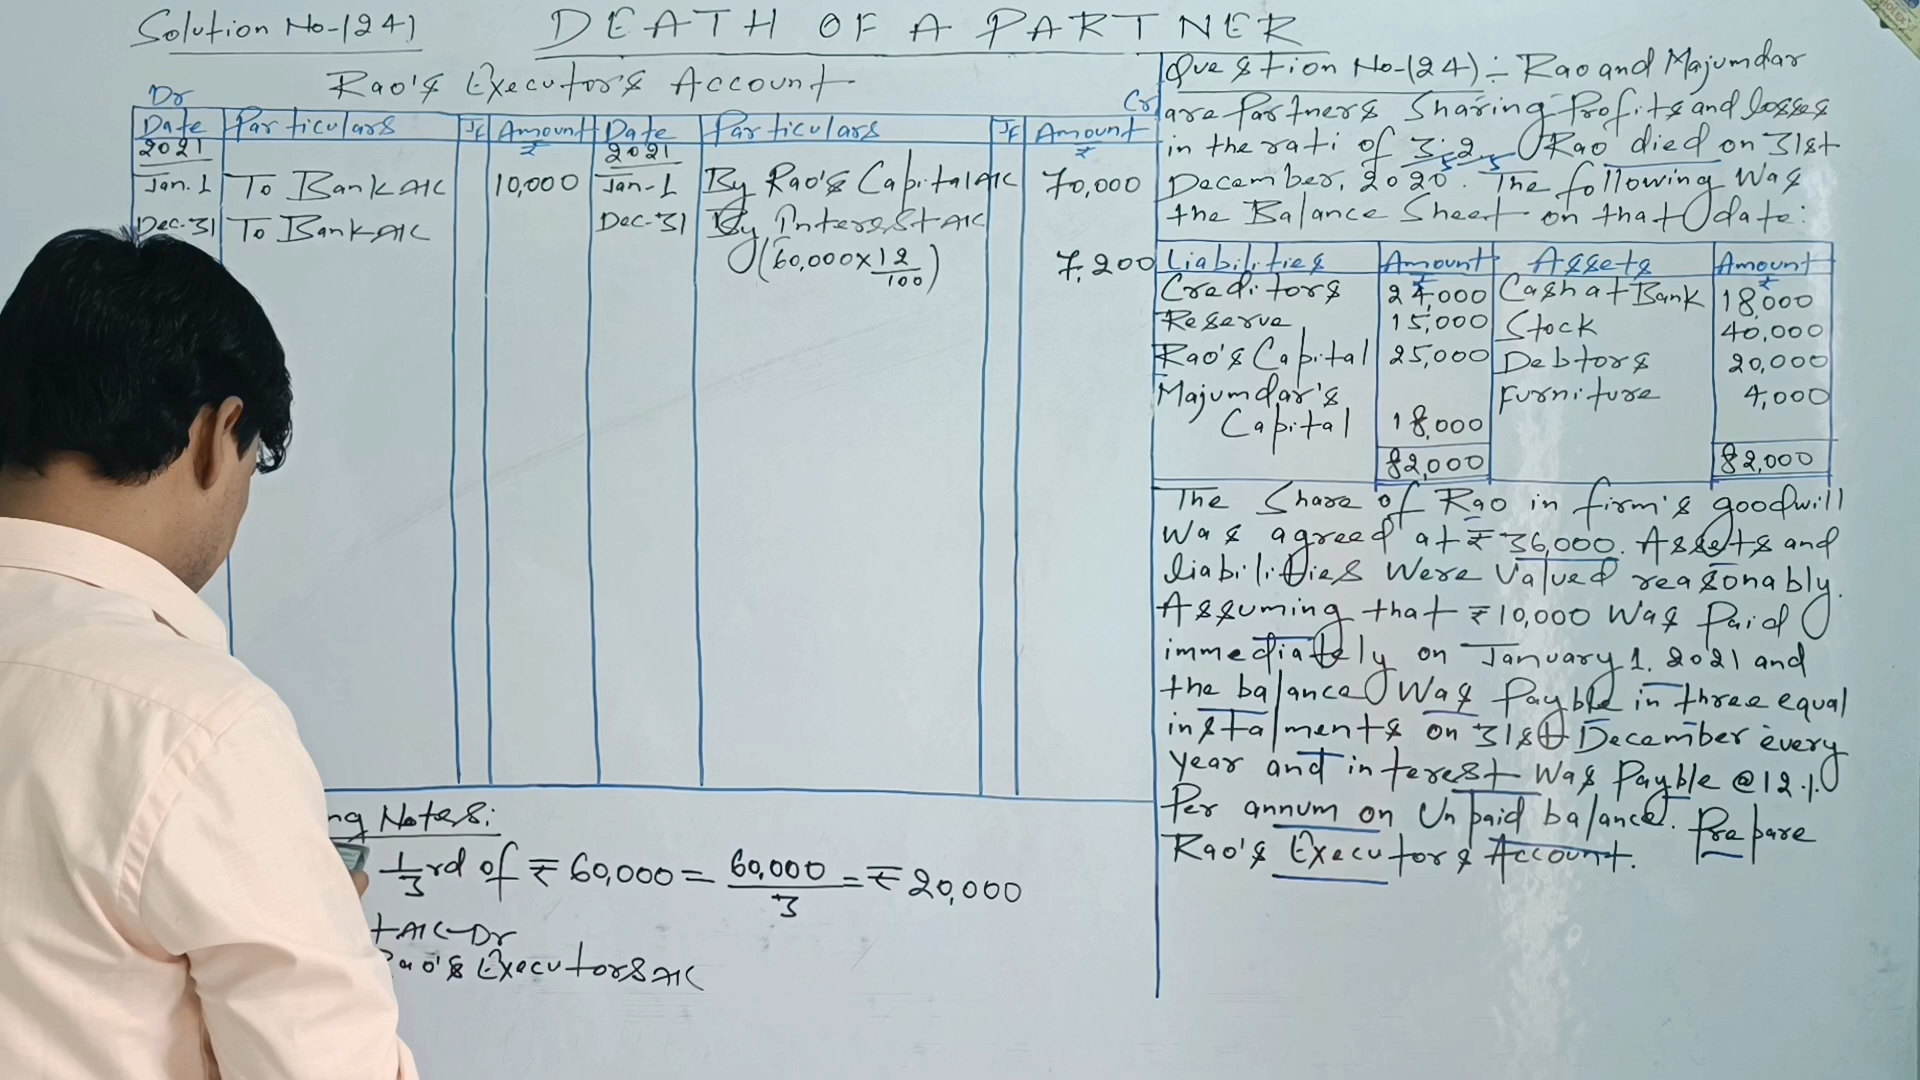 Solution No-(24)
DEATH OF A PARTNER
Rao's Executor's Account
Dr
Cr
Date Particulars JF Amount ₹ Date Particulars JF Amount ₹
2021 2021
Jan. 1 To Bank A/C 10,000 Jan-1 By Rao's Capital A/C 70,000
Dec-31 To Bank A/C Dec-31 By Interest A/C
(60,000 × 12/100) 7,200
ng Notes:
1/3rd of ₹ 60,000 = 60,000/3 = ₹ 20,000
t A/C - Dr
Rao's Executors A/C
Question No-(24) :- Rao and Majumdar
are Partners Sharing Profits and losses
in the rati of 3:2. Rao died on 31st
5 5
December, 2020. The following Was
the Balance Sheet on that date:
Liabilities Amount ₹ Assets Amount ₹
Creditors 24,000 Cash at Bank 18,000
Reserve 15,000 Stock 40,000
Rao's Capital 25,000 Debtors 20,000
Majumdar's Furniture 4,000
Capital 18,000
82,000 82,000
The Share of Rao in firm's goodwill
Was agreed at ₹ 36,000. Assets and
liabilities Were Valued reasonably.
Assuming that ₹ 10,000 Was Paid
immediately on January 1, 2021 and
the balance Was Payble in three equal
instalments on 31st December every
year and interest Was Payble @ 12%
Per annum on Unpaid balance. Prepare
Rao's Executors Account.